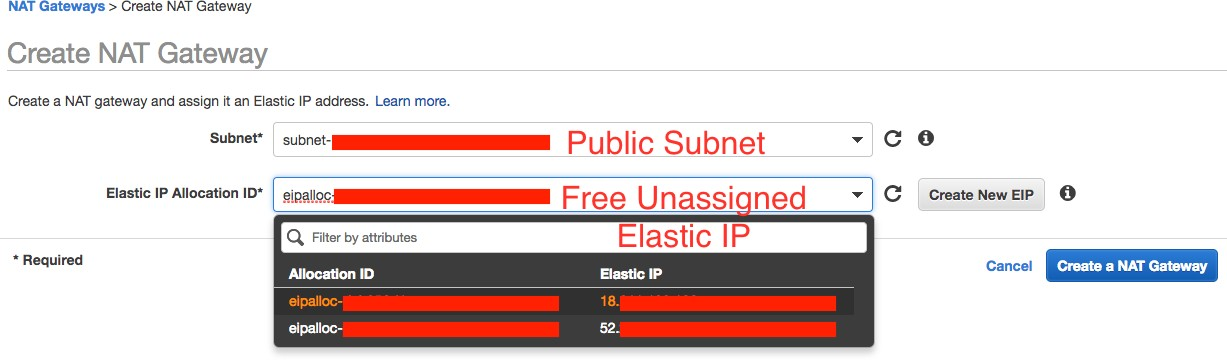 NAT Gateways > Create NAT Gateway
Create NAT Gateway
Create a NAT gateway and assign it an Elastic IP address. Learn more.
Subnet* subnet- Public Subnet
Elastic IP Allocation ID* eipalloc- Free Unassigned Create New EIP
Filter by attributes Elastic IP
* Required
Cancel Create a NAT Gateway
Allocation ID Elastic IP
eipalloc- 18.
eipalloc- 52.